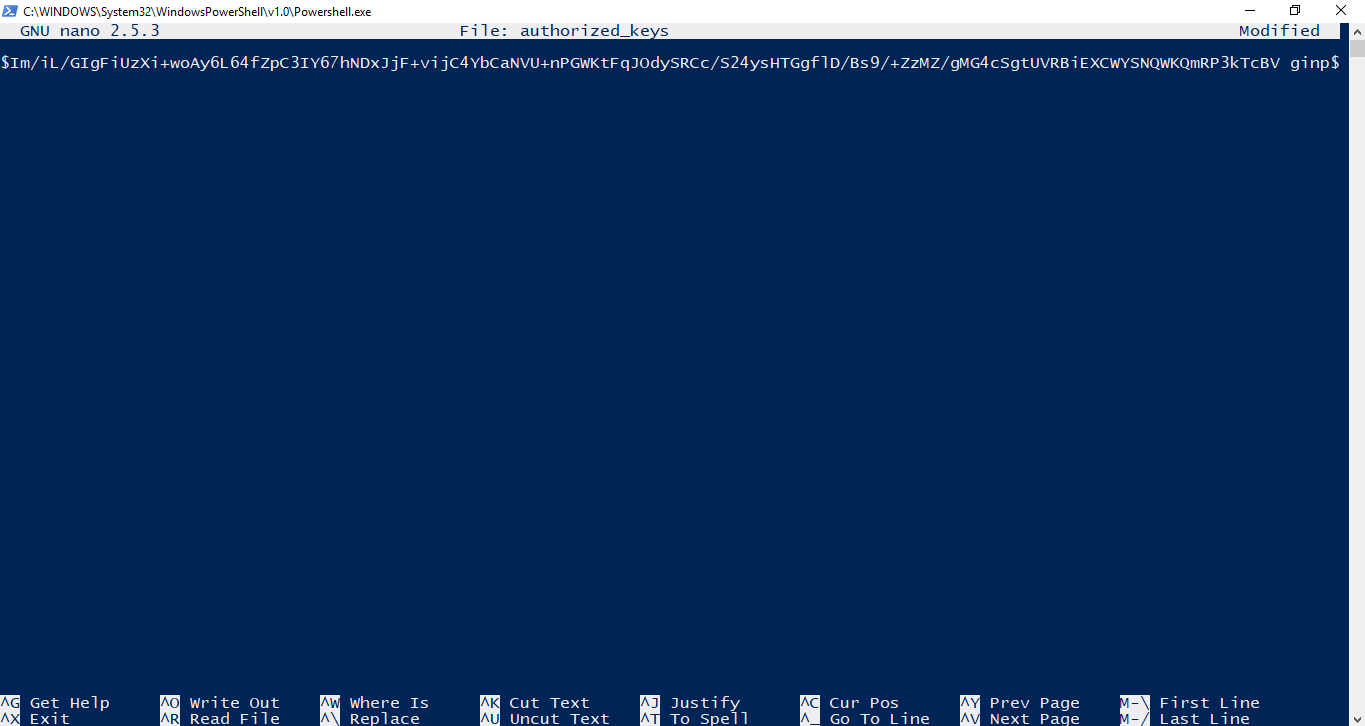 C:\WINDOWS\System32\WindowsPowerShell\v1.0\Powershell.exe
GNU nano 2.5.3 File: authorized_keys Modified
$Im/iL/GIgFiUzXi+woAy6L64fZpC3IY67hNDxJjF+vijC4YbCaNVU+nPGWKtFqJOdySRCc/S24ysHTGgflD/Bs9/+ZzMZ/gMG4cSgtUVRBiEXCWYSNQWKQmRP3kTcBV ginp$
^G Get Help ^O Write Out ^W Where Is ^K Cut Text ^J Justify ^C Cur Pos ^Y Prev Page M-\ First Line
^X Exit ^R Read File ^\ Replace ^U Uncut Text ^T To Spell ^_ Go To Line ^V Next Page M-/ Last Line